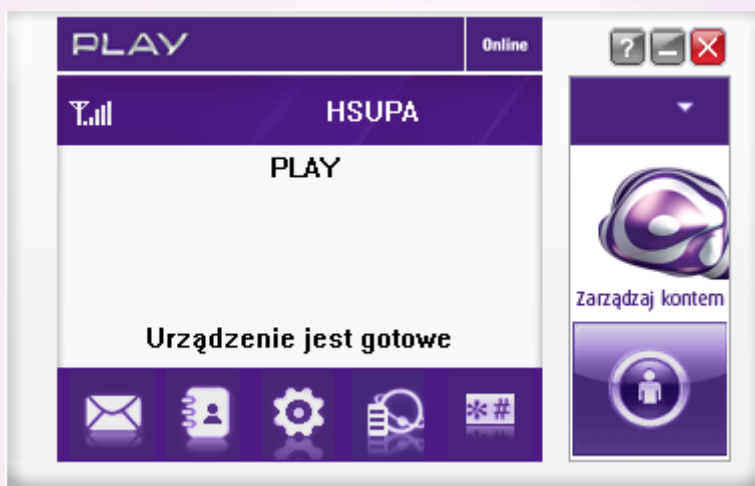 PLAY
Online
?
HSUPA
PLAY
Urządzenie jest gotowe
Zarządzaj kontem
*#